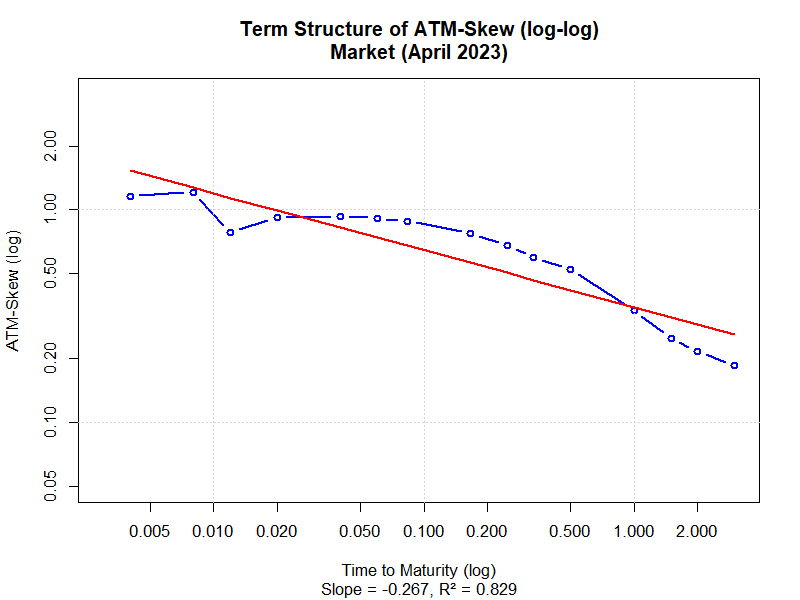 Term Structure of ATM-Skew (log-log)
Market (April 2023)
ATM-Skew (log)
2.00
1.00
0.50
0.20
0.10
0.05
0.005 0.010 0.020 0.050 0.100 0.200 0.500 1.000 2.000
Time to Maturity (log)
Slope = -0.267, R² = 0.829